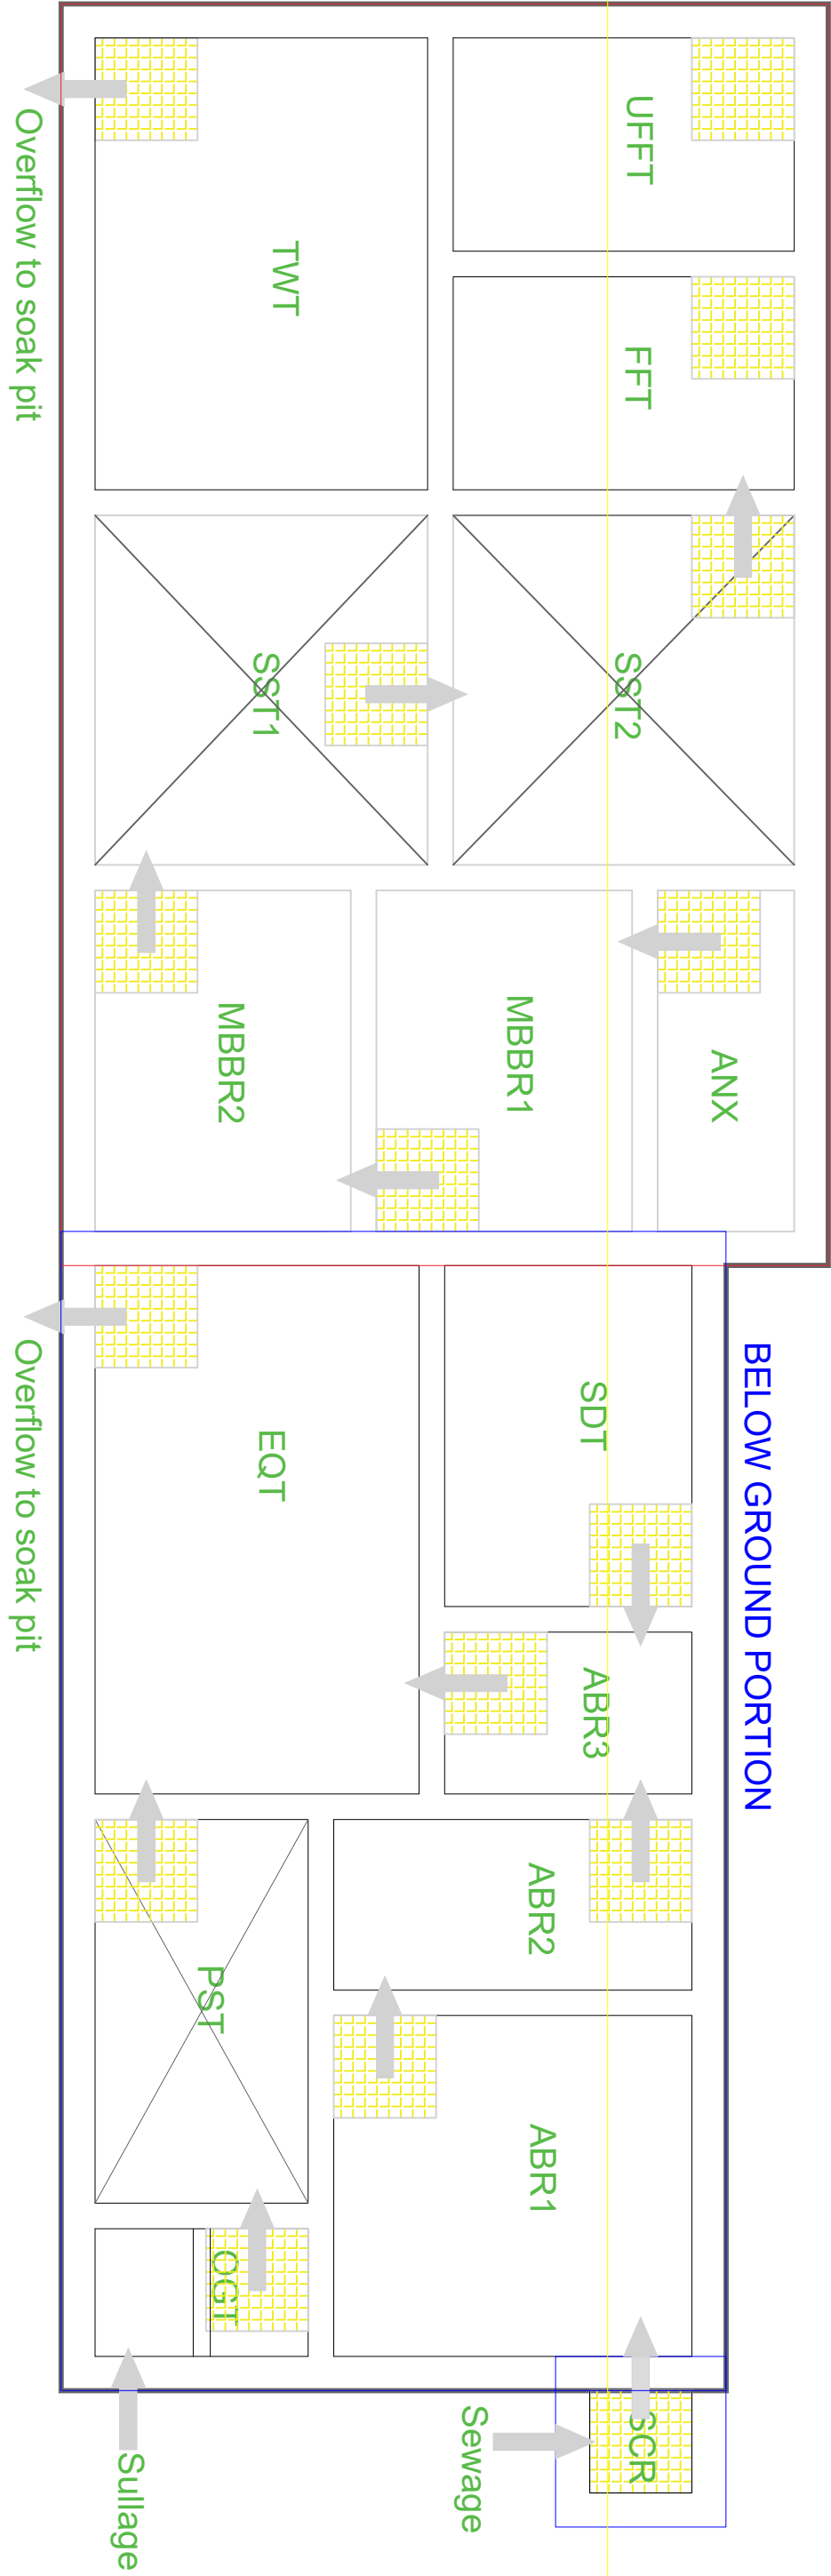 UFFT
TWT
Overflow to soak pit
FFT
SST1
SST2
MBBR2
MBBR1
ANX
BELOW GROUND PORTION
SDT
EQT
Overflow to soak pit
ABR3
ABR2
PST
ABR1
OGT
SCR
Sewage
Sullage